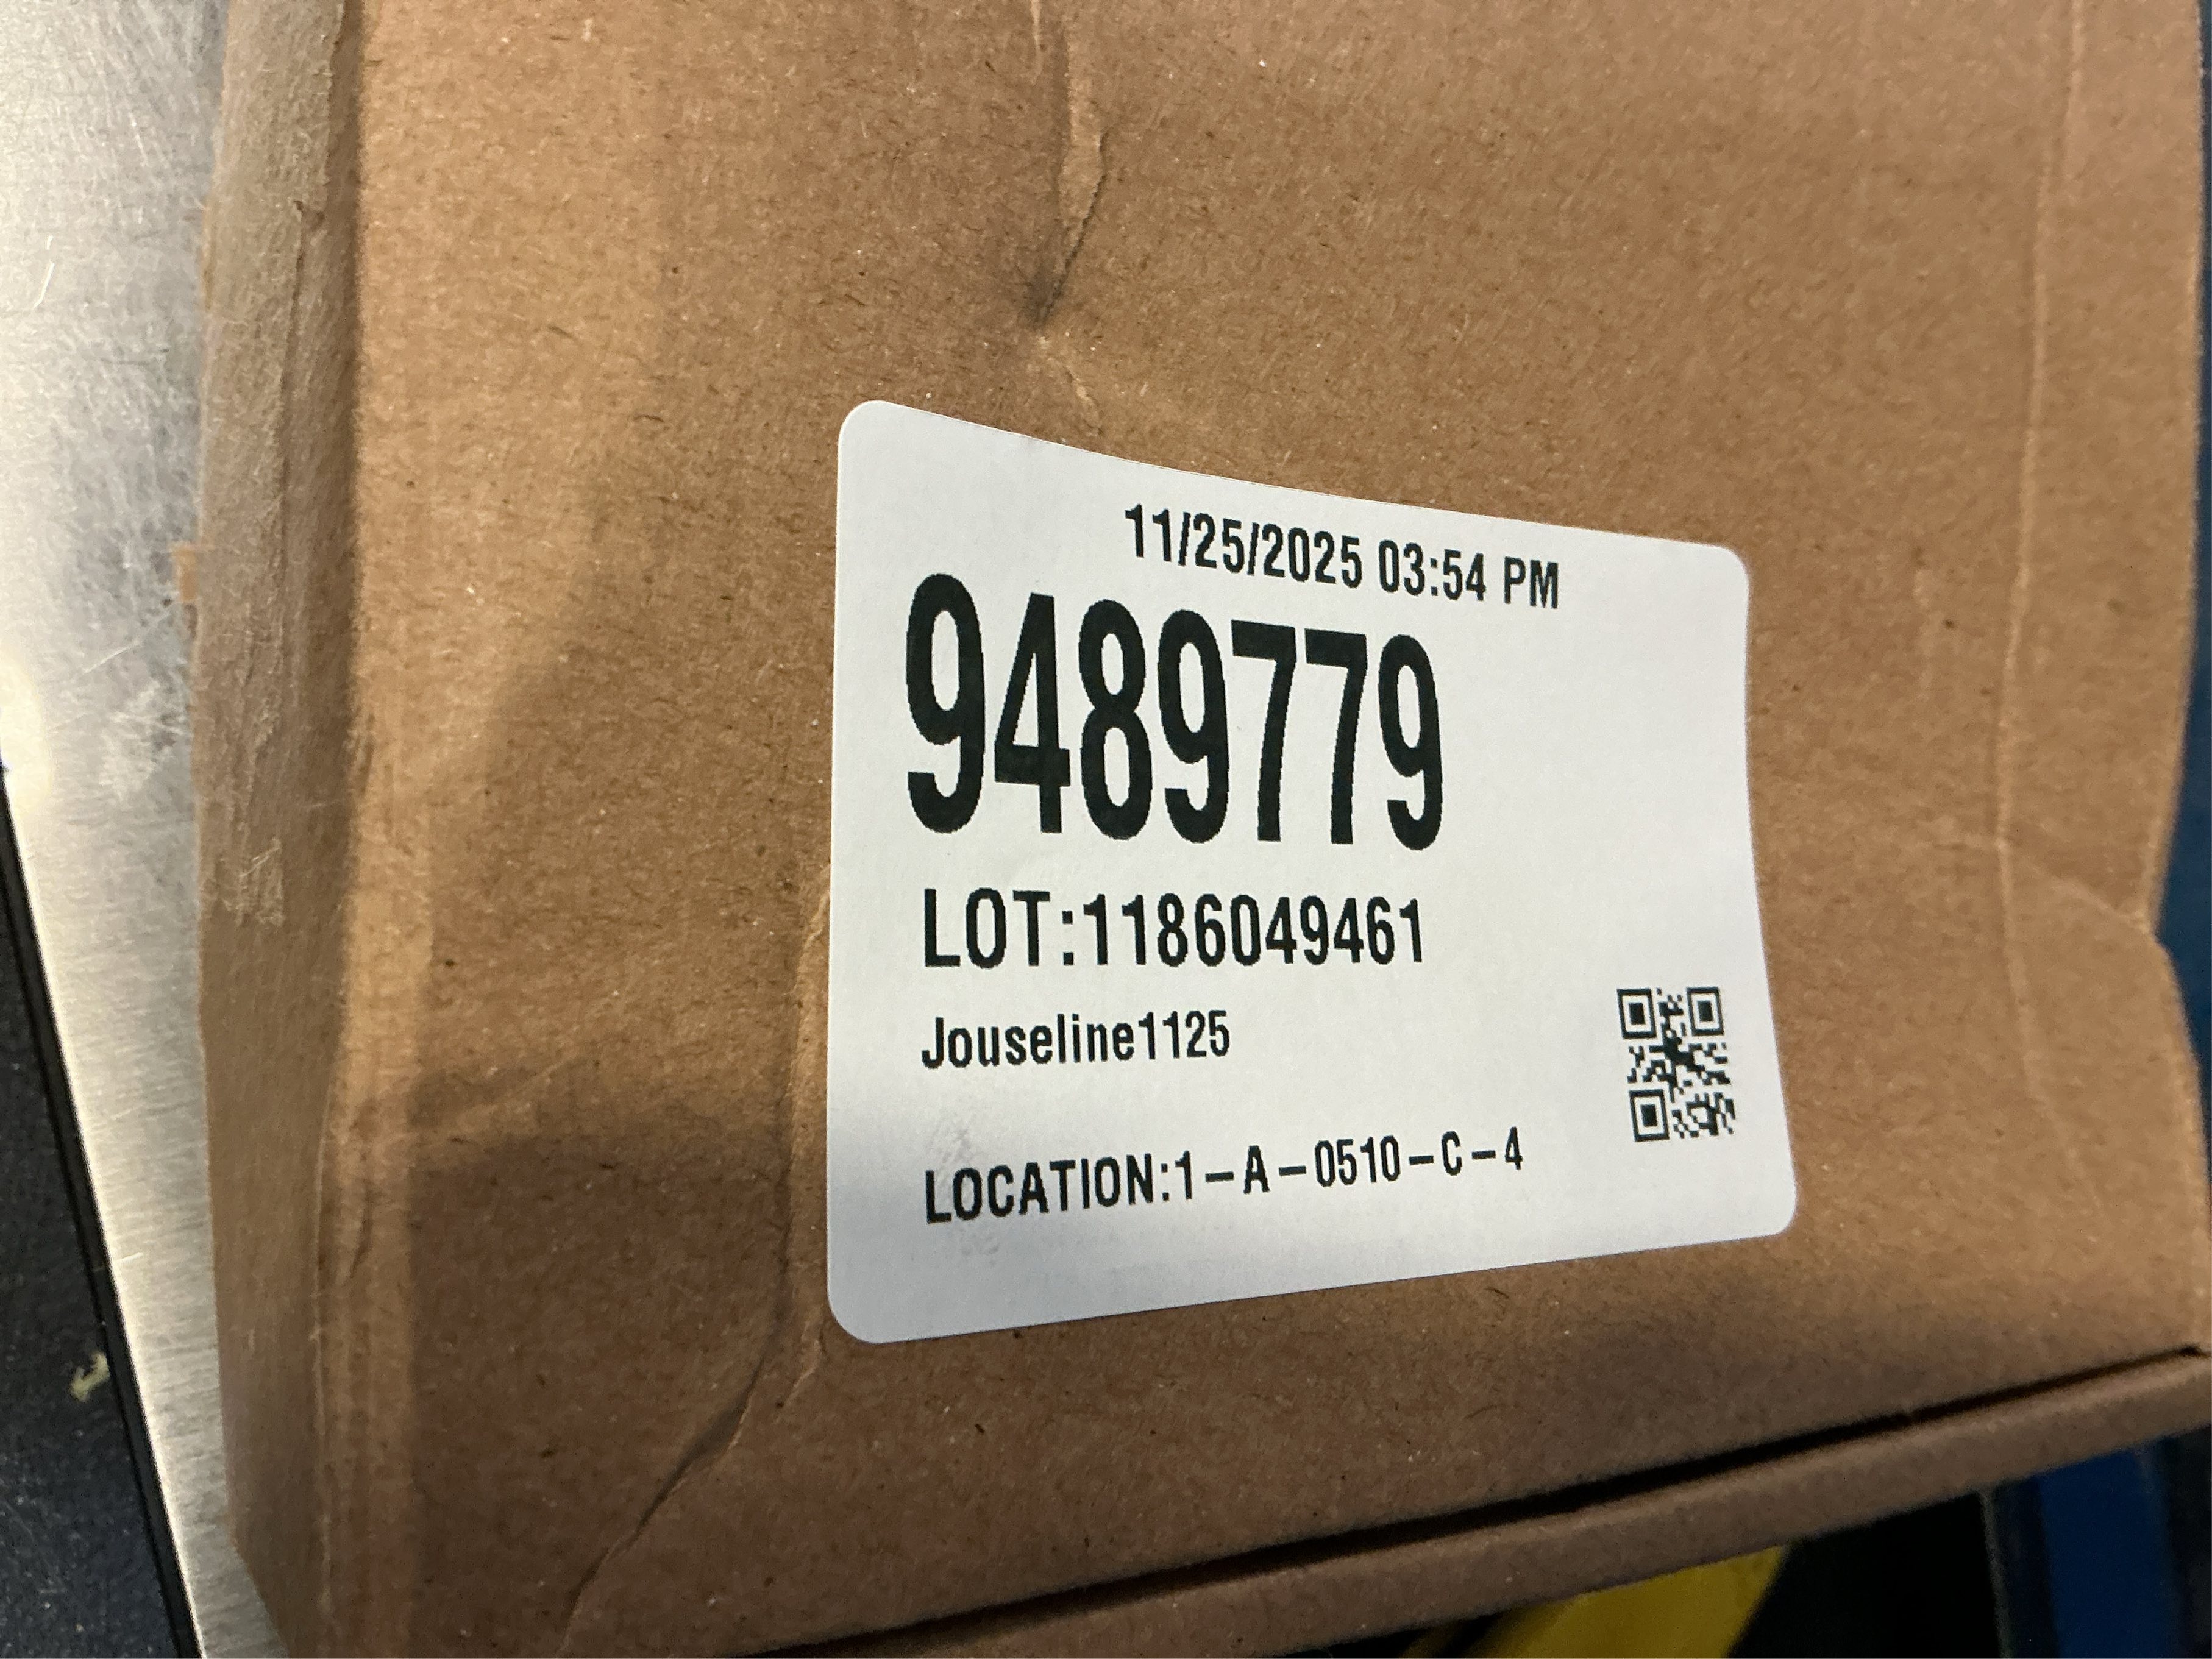 11/25/2025 03:54 PM
9489779
LOT:1186049461
Jouseline1125
LOCATION:1-A-0510-C-4